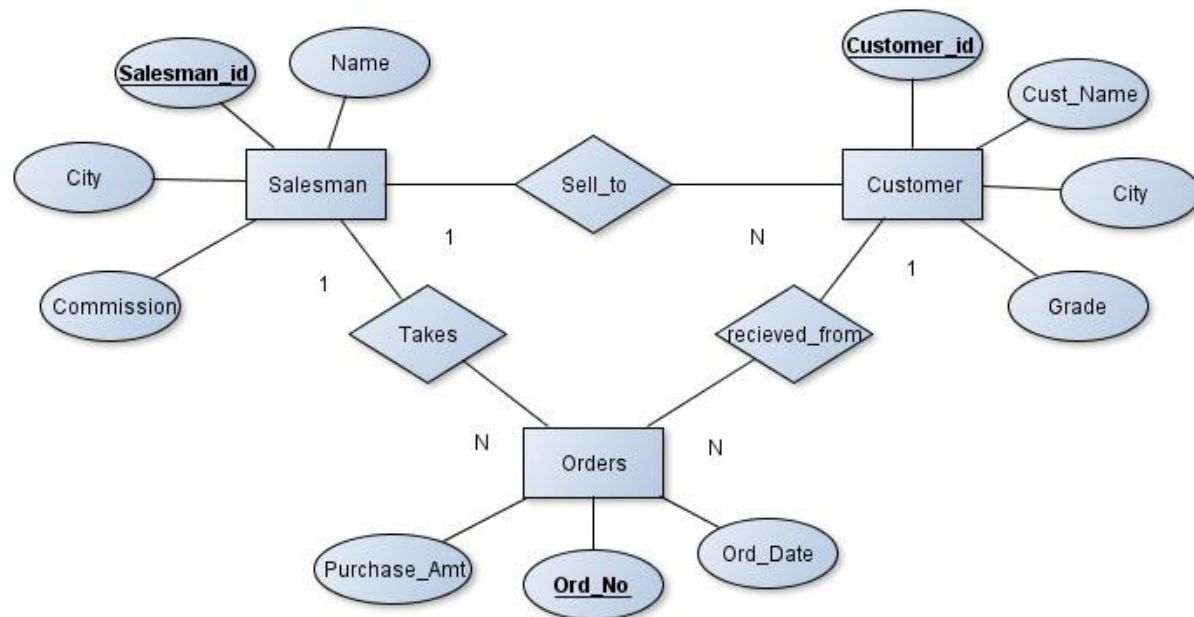 Salesman_id
Name
Customer_id
Cust_Name
City
Salesman
Sell_to
Customer
City
1
N
Commission
1
1
Grade
Takes
recieved_from
N
N
Orders
Purchase_Amt
Ord_No
Ord_Date